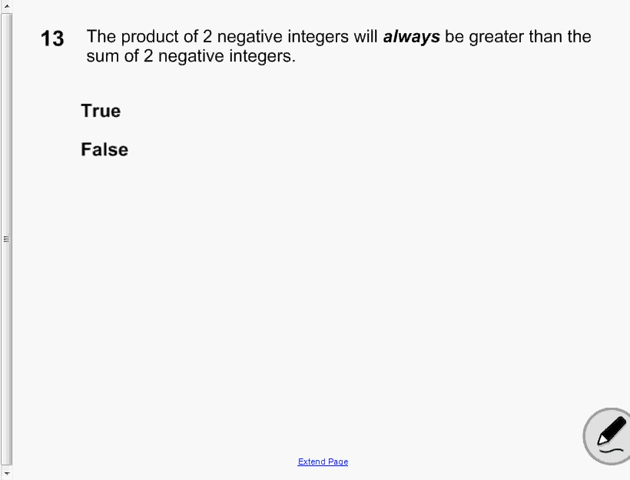 13 The product of 2 negative integers will always be greater than the
sum of 2 negative integers.
True
False
Extend Page